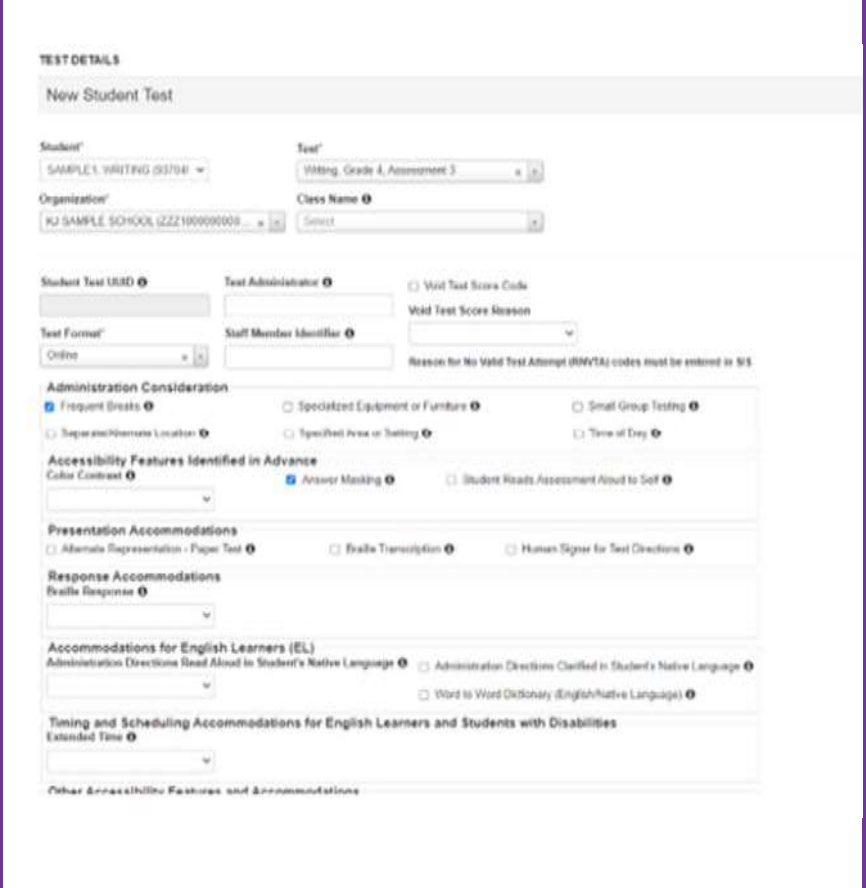 TEST DETAILS
New Student Test
Student* Test*
SAMPLE1, WRITING Writing, Grade 4, Assessment 3
Organization* Class Name
KJ SAMPLE SCHOOL Select
Student Test UUID Test Administrator Void Test Score Code
Void Test Score Reason
Test Format* Staff Member Identifier
Online Reason for No Valid Test Attempt (RNVTA) codes must be entered in SIS
Administration Consideration
Frequent Breaks Specialized Equipment or Furniture Small Group Testing
Separate/Alternate Location Specified Area or Setting Time of Day
Accessibility Features Identified in Advance
Color Contrast Answer Masking Student Reads Assessment Aloud to Self
Presentation Accommodations
Alternate Representation - Paper Test Braille Transcription Human Signer for Test Directions
Response Accommodations
Braille Response
Accommodations for English Learners (EL)
Administration Directions Read Aloud in Student's Native Language Administration Directions Clarified in Student's Native Language
Word to Word Dictionary (English/Native Language)
Timing and Scheduling Accommodations for English Learners and Students with Disabilities
Extended Time
Other Accessibility Features and Accommodations